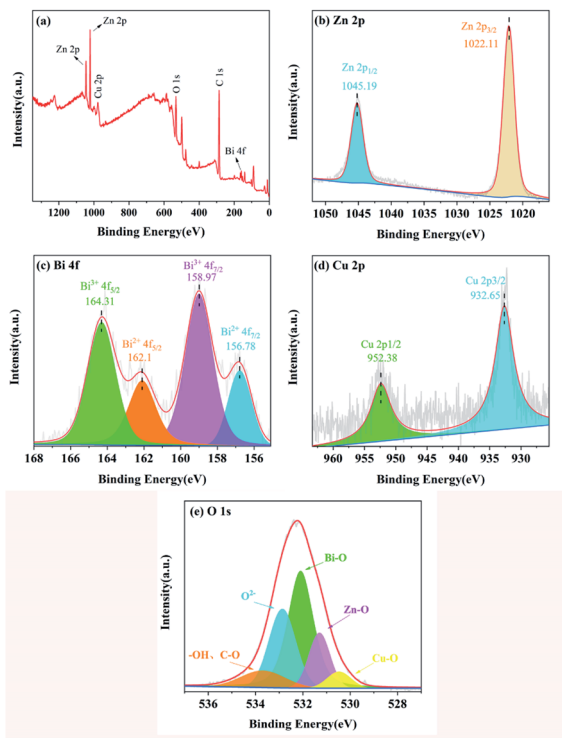 (a)
Zn 2p
Zn 2p
Cu 2p
O 1s
C 1s
Bi 4f
Intensity(a.u.)
1200 1000 800 600 400 200 0
Binding Energy(eV)
(b) Zn 2p
Zn 2p3/2
1022.11
Zn 2p1/2
1045.19
Intensity(a.u.)
1050 1045 1040 1035 1030 1025 1020
Binding Energy(eV)
(c) Bi 4f
Bi3+ 4f5/2
164.31
Bi3+ 4f7/2
158.97
Bi2+ 4f5/2
162.1
Bi2+ 4f7/2
156.78
Intensity(a.u.)
168 165 162 159 156
Binding Energy(eV)
(d) Cu 2p
Cu 2p3/2
932.65
Cu 2p1/2
952.38
Intensity(a.u.)
960 955 950 945 940 935 930
Binding Energy(eV)
(e) O 1s
Bi-O
O2-
Zn-O
-OH、C-O
Cu-O
Intensity(a.u.)
536 534 532 530 528
Binding Energy(eV)